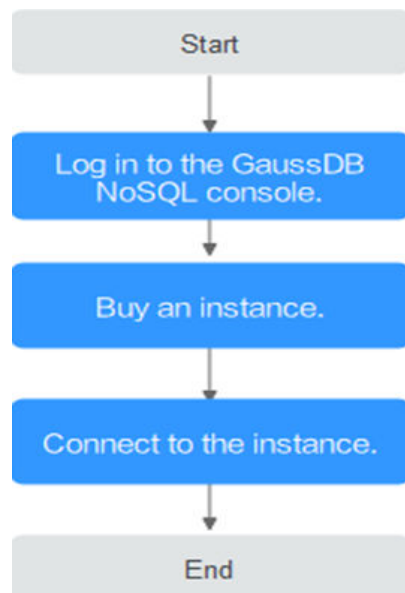 Start
Log in to the GaussDB
NoSQL console.
Buy an instance.
Connect to the instance.
End